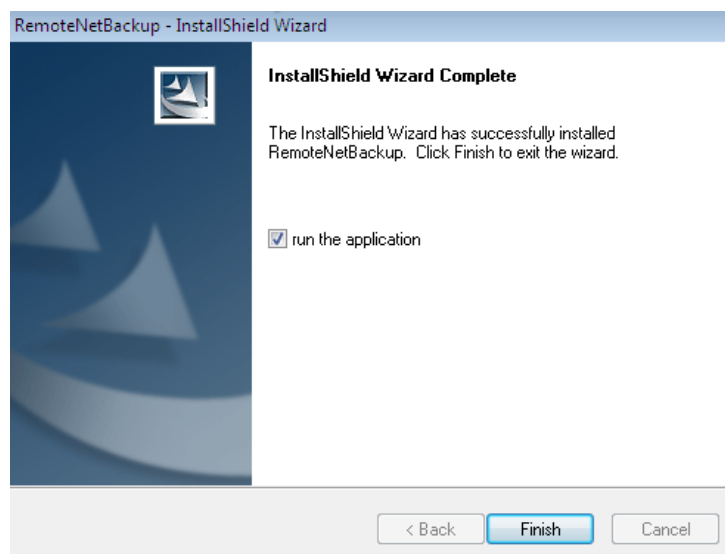 RemoteNetBackup - InstallShield Wizard
InstallShield Wizard Complete
The InstallShield Wizard has successfully installed
RemoteNetBackup. Click Finish to exit the wizard.
run the application
< Back
Finish
Cancel